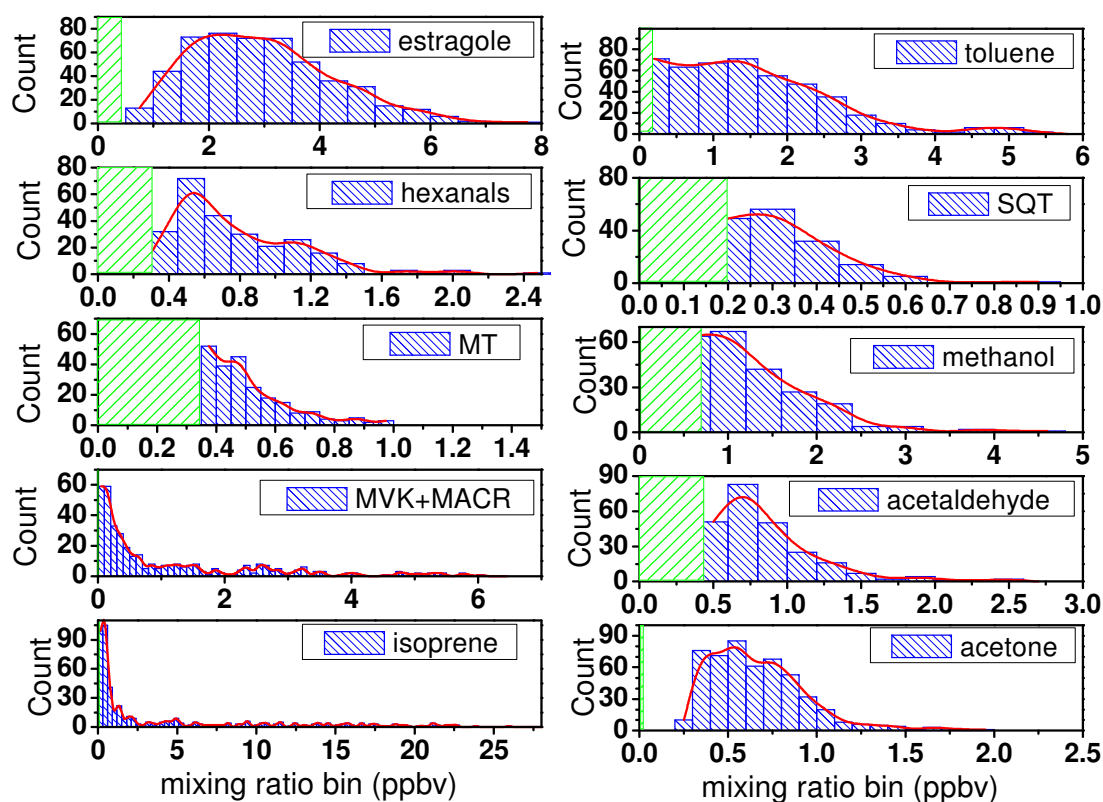 80
60
40
20
0
Count
estragole
0 2 4 6 8
80
60
40
20
0
Count
hexanals
0.0 0.4 0.8 1.2 1.6 2.0 2.4
60
40
20
0
Count
MT
0.0 0.2 0.4 0.6 0.8 1.0 1.2 1.4
60
40
20
0
Count
MVK+MACR
0 2 4 6
90
60
30
0
Count
isoprene
0 5 10 15 20 25
mixing ratio bin (ppbv)
80
60
40
20
0
Count
toluene
0 1 2 3 4 5 6
80
40
0
Count
SQT
0.0 0.1 0.2 0.3 0.4 0.5 0.6 0.7 0.8 0.9 1.0
60
30
0
Count
methanol
0 1 2 3 4 5
90
60
30
0
Count
acetaldehyde
0.0 0.5 1.0 1.5 2.0 2.5 3.0
90
60
30
0
Count
acetone
0.0 0.5 1.0 1.5 2.0 2.5
mixing ratio bin (ppbv)